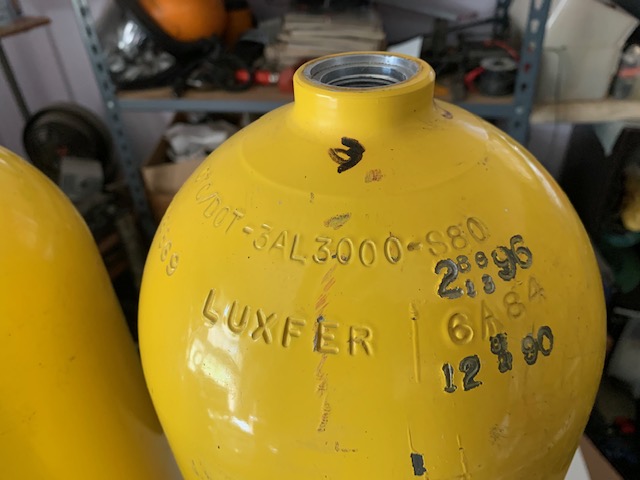 C/DOT-3AL3000-S80
2 96
LUXFER
6A84
12 90